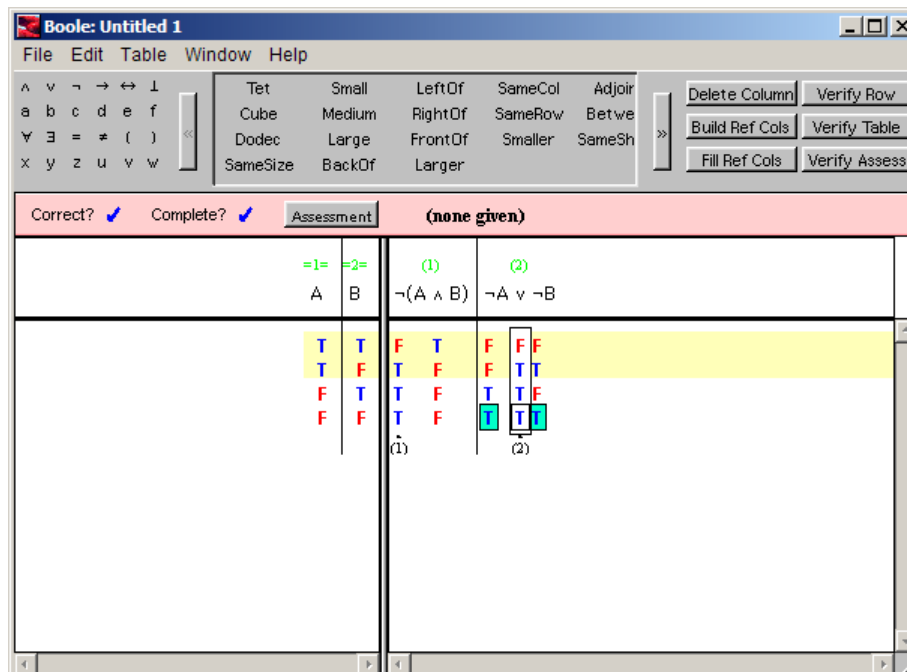 Boole: Untitled 1
File Edit Table Window Help
∧ ∨ ¬ → ↔ ⊥ Tet Small LeftOf SameCol Adjoir Delete Column Verify Row
a b c d e f Cube Medium RightOf SameRow Betwe Build Ref Cols Verify Table
∀ ∃ = ≠ ( ) « Dodec Large FrontOf Smaller SameSh » Fill Ref Cols Verify Assess
x y z u v w SameSize BackOf Larger
Correct? ✓ Complete? ✓ Assessment (none given)
=1= =2= (1) (2)
A B ¬(A ∧ B) ¬A ∨ ¬B
T T F T F F F
T F T F F T T
F T T F T T F
F F T F T T T
(1) (2)